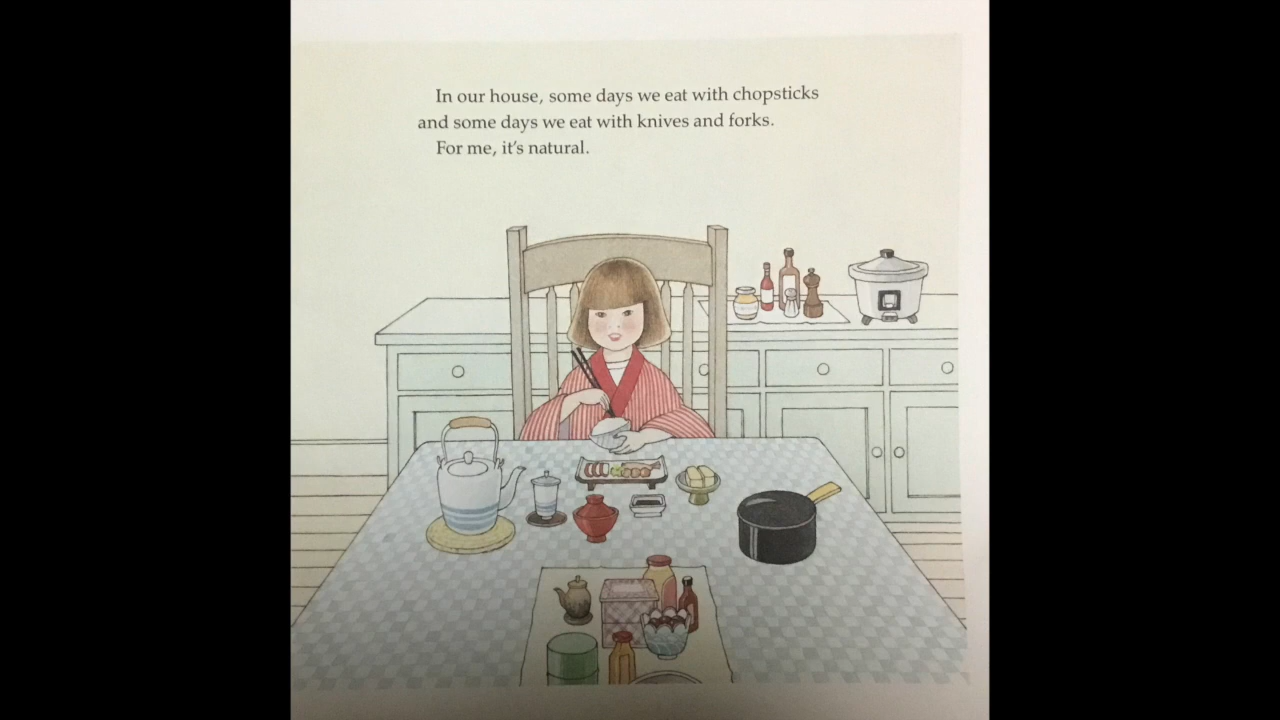 In our house, some days we eat with chopsticks
and some days we eat with knives and forks.
For me, it's natural.